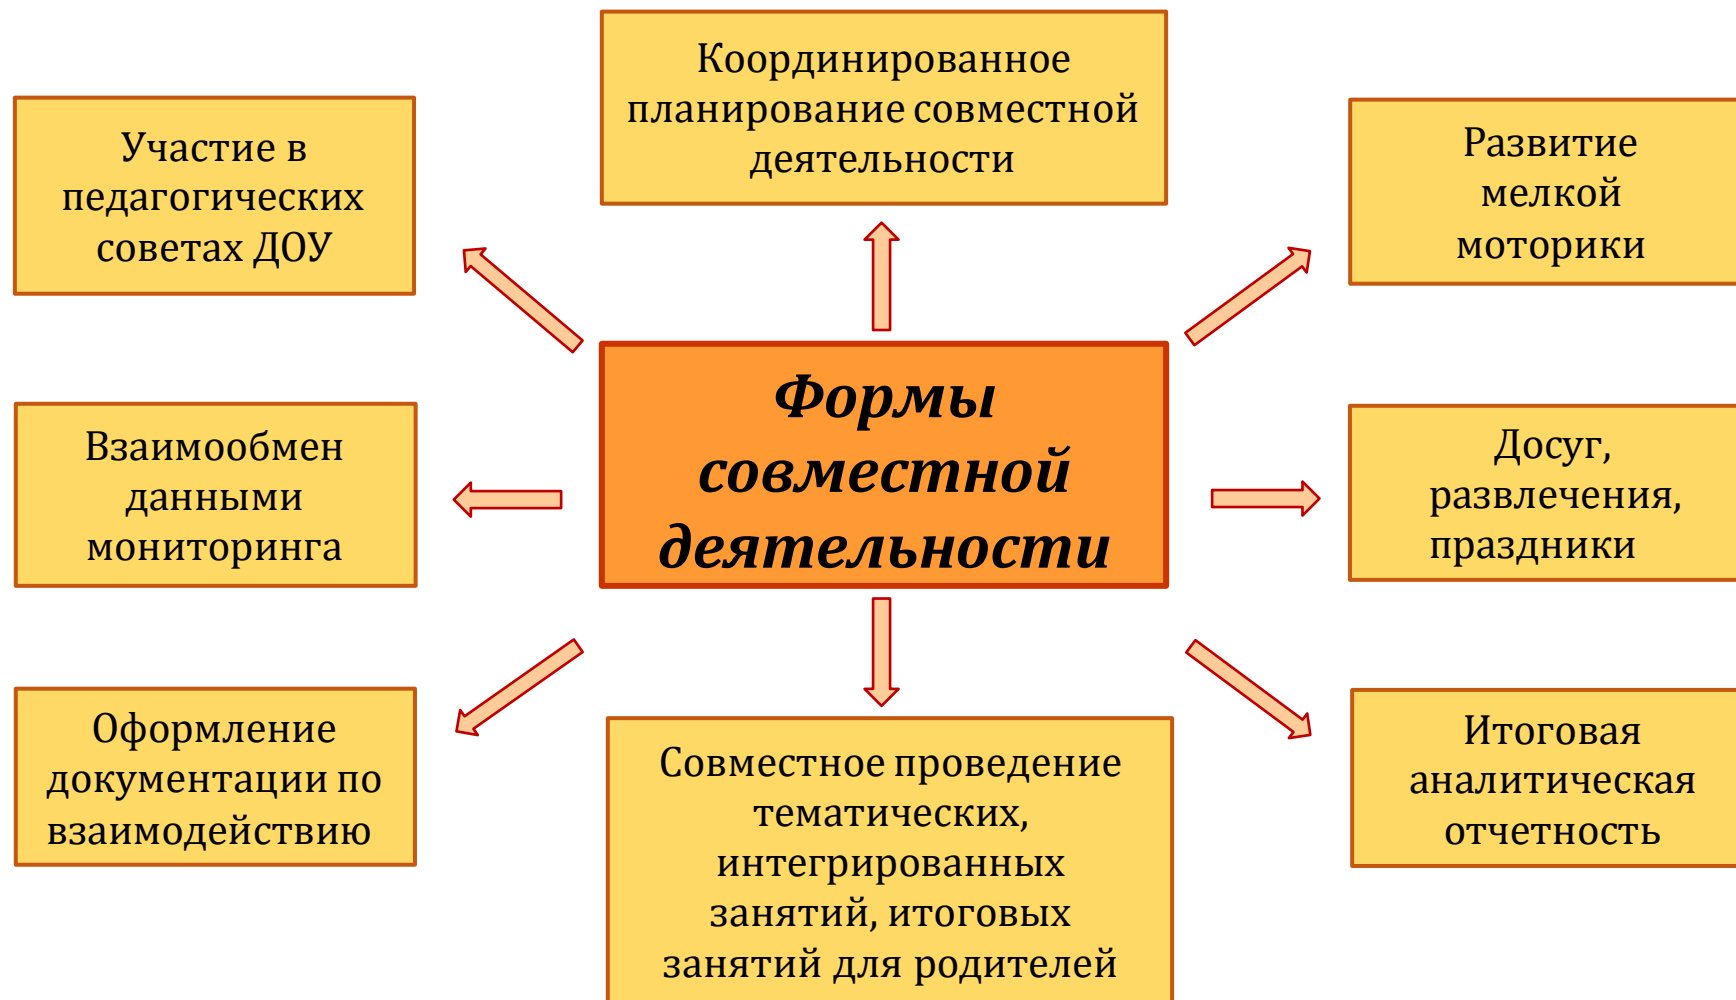 Координированное
планирование совместной
деятельности
Участие в
педагогических
советах ДОУ
Развитие
мелкой
моторики
Формы
совместной
деятельности
Взаимообмен
данными
мониторинга
Досуг,
развлечения,
праздники
Оформление
документации по
взаимодействию
Совместное проведение
тематических,
интегрированных
занятий, итоговых
занятий для родителей
Итоговая
аналитическая
отчетность